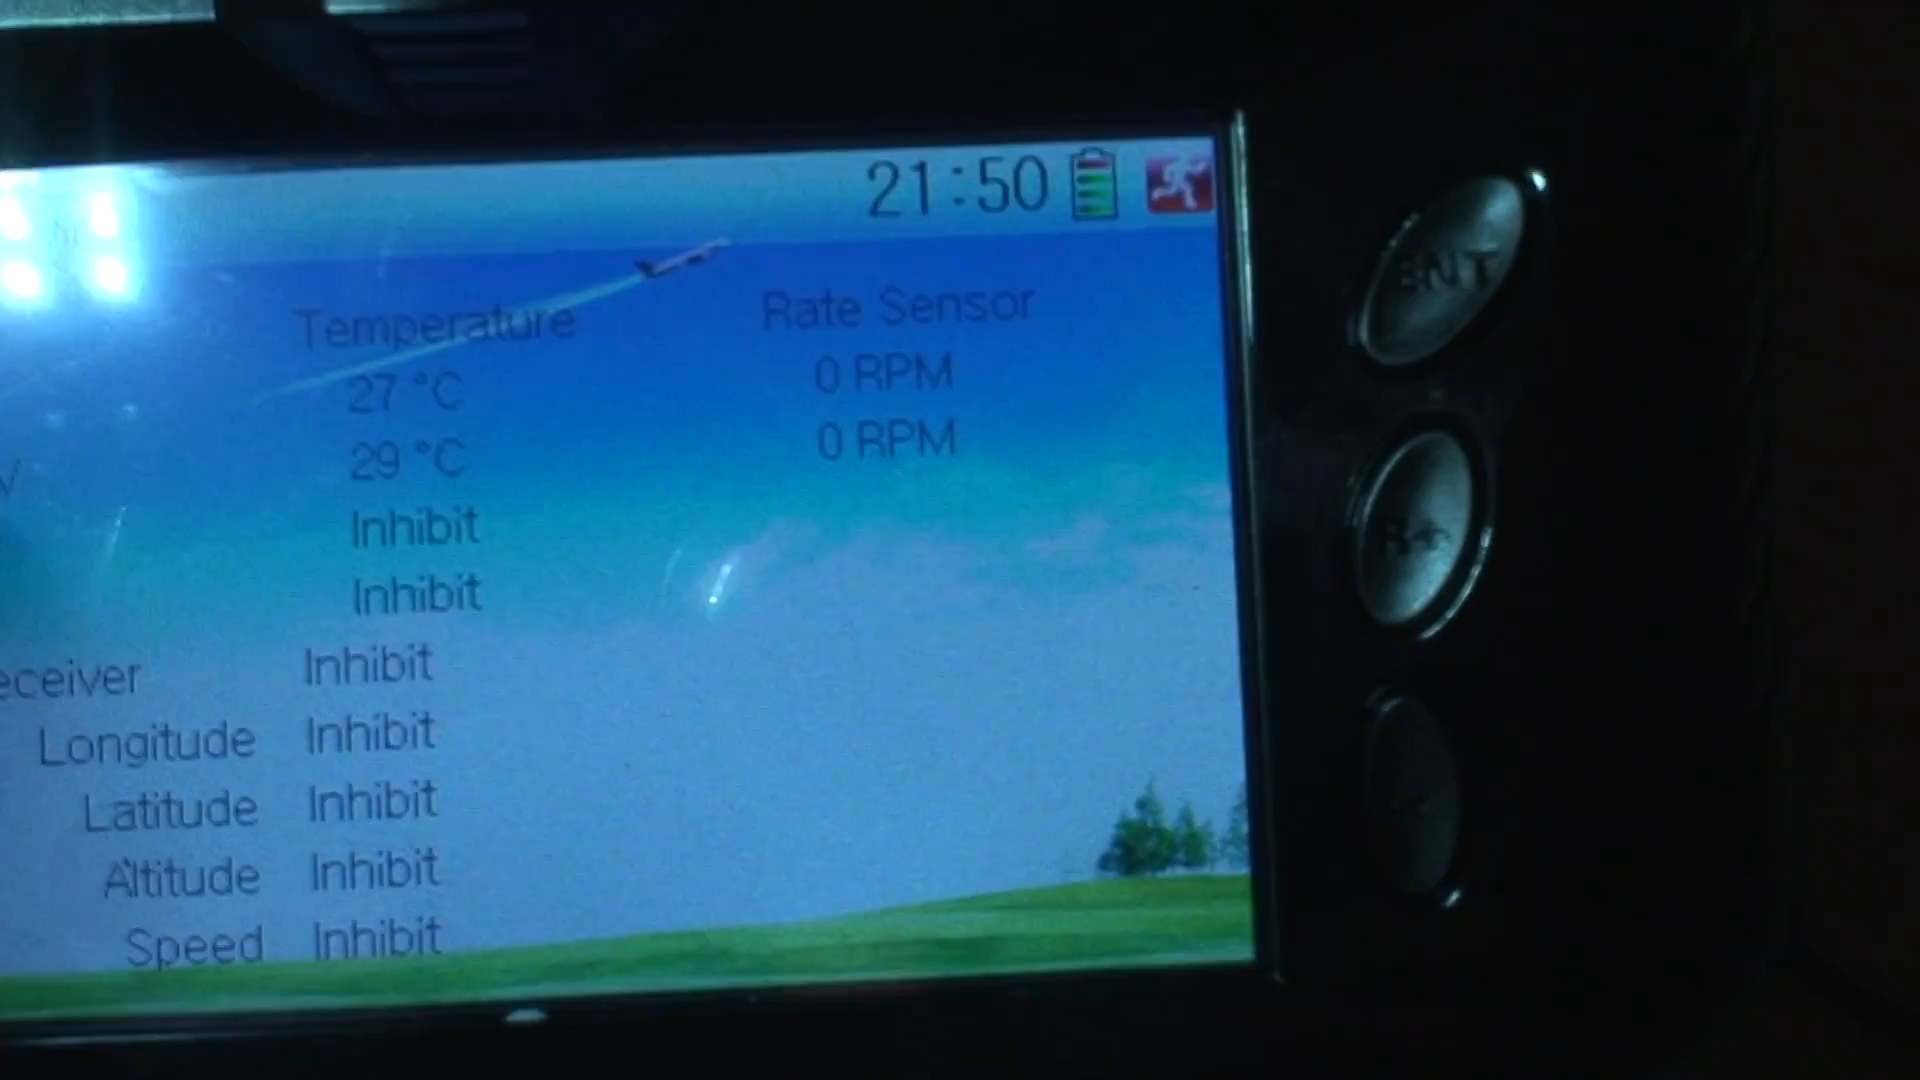 21:50
Temperature Rate Sensor
27 °C 0 RPM
V 29 °C 0 RPM
Inhibit
Inhibit
eceiver Inhibit
Longitude Inhibit
Latitude Inhibit
Altitude Inhibit
Speed Inhibit
ENT